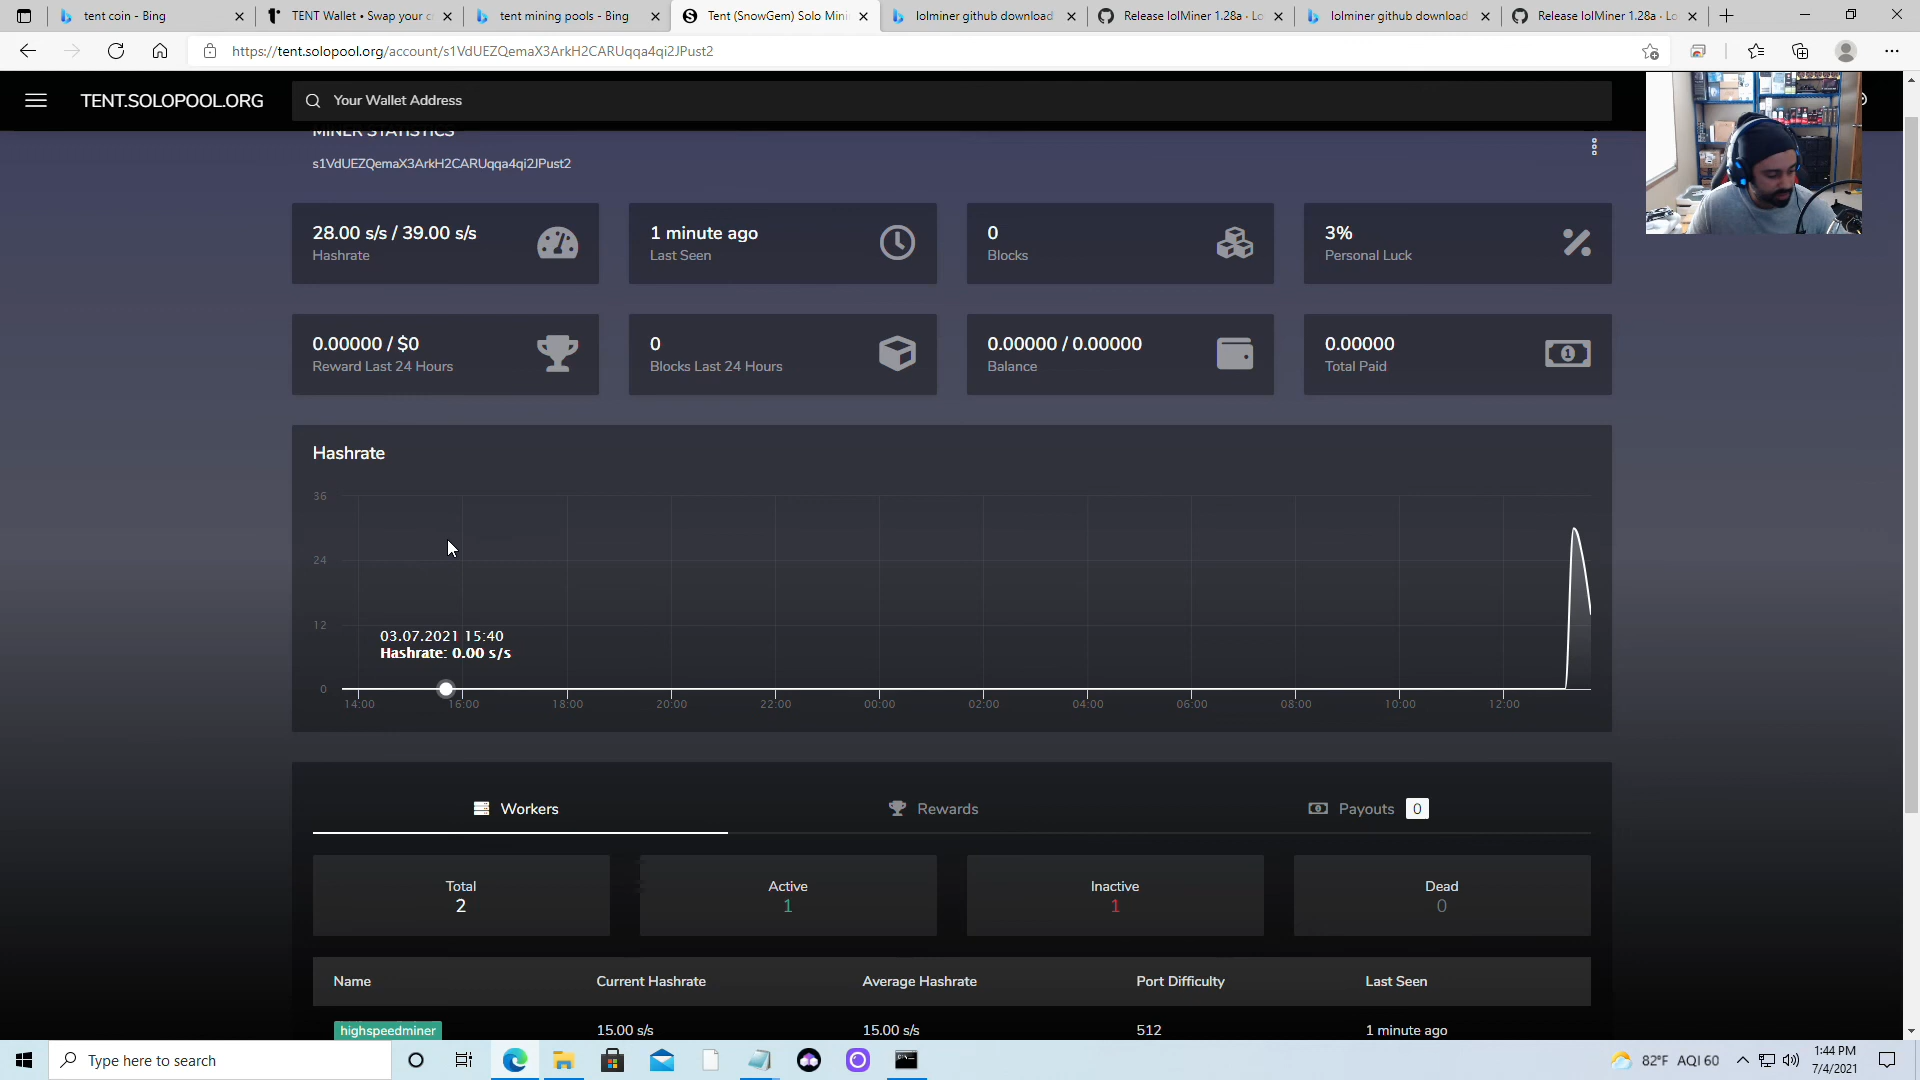 tent coin - Bing
TENT Wallet • Swap your c
tent mining pools - Bing
Tent (SnowGem) Solo Mini
lolminer github download
Release lolMiner 1.28a · Lo
lolminer github download
Release lolMiner 1.28a · Lo
https://tent.solopool.org/account/s1VdUEZQemaX3ArkH2CARUqqa4qi2JPust2
TENT.SOLOPOOL.ORG
Your Wallet Address
MINER STATISTICS
s1VdUEZQemaX3ArkH2CARUqqa4qi2JPust2
28.00 s/s / 39.00 s/s
Hashrate
1 minute ago
Last Seen
0
Blocks
3%
Personal Luck
0.00000 / $0
Reward Last 24 Hours
0
Blocks Last 24 Hours
0.00000 / 0.00000
Balance
0.00000
Total Paid
Hashrate
36
24
12
0
03.07.2021 15:40
Hashrate: 0.00 s/s
14:00 16:00 18:00 20:00 22:00 00:00 02:00 04:00 06:00 08:00 10:00 12:00
Workers
Rewards
Payouts 0
Total
2
Active
1
Inactive
1
Dead
0
Name Current Hashrate Average Hashrate Port Difficulty Last Seen
highspeedminer 15.00 s/s 15.00 s/s 512 1 minute ago
Type here to search
82°F AQI 60
1:44 PM
7/4/2021